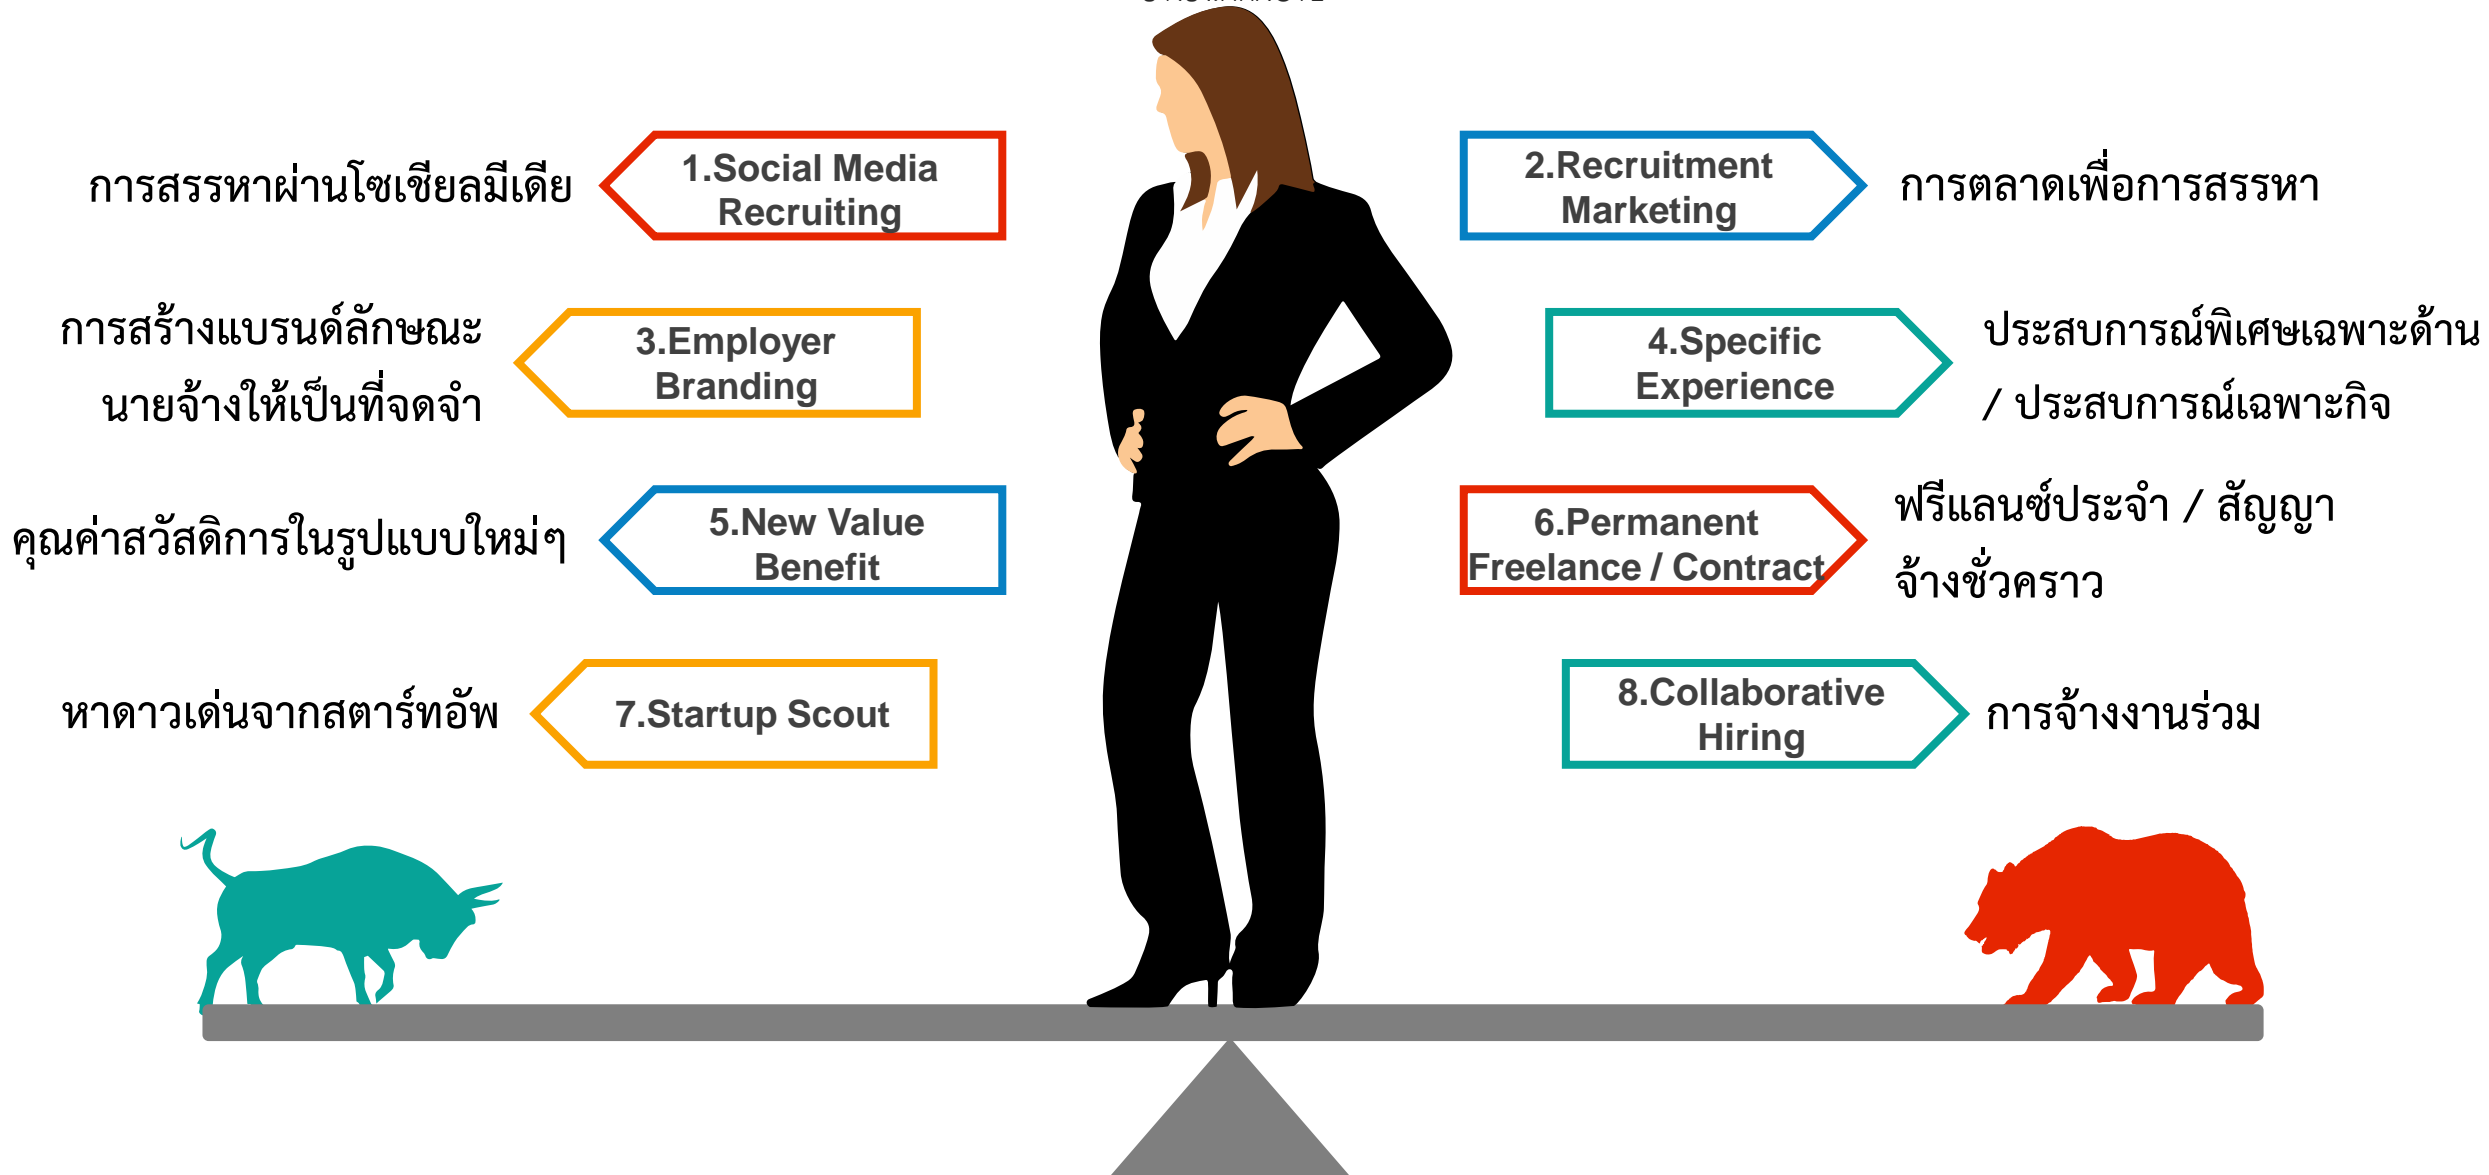 การสรรหาผ่านโซเชียลมีเดีย
1.Social Media
Recruiting
2.Recruitment
Marketing
การตลาดเพื่อการสรรหา
การสร้างแบรนด์ลักษณะ
นายจ้างให้เป็นที่จดจำ
3.Employer
Branding
4.Specific
Experience
ประสบการณ์พิเศษเฉพาะด้าน
/ ประสบการณ์เฉพาะกิจ
คุณค่าสวัสดิการในรูปแบบใหม่ๆ
5.New Value
Benefit
6.Permanent
Freelance / Contract
ฟรีแลนซ์ประจำ / สัญญา
จ้างชั่วคราว
หาดาวเด่นจากสตาร์ทอัพ
7.Startup Scout
8.Collaborative
Hiring
การจ้างงานร่วม